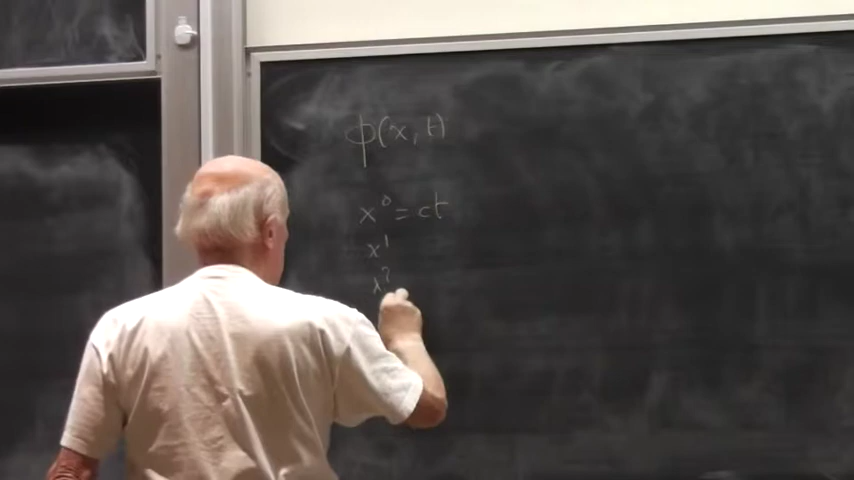 ϕ(x, t)
x⁰ = ct
x¹
x²